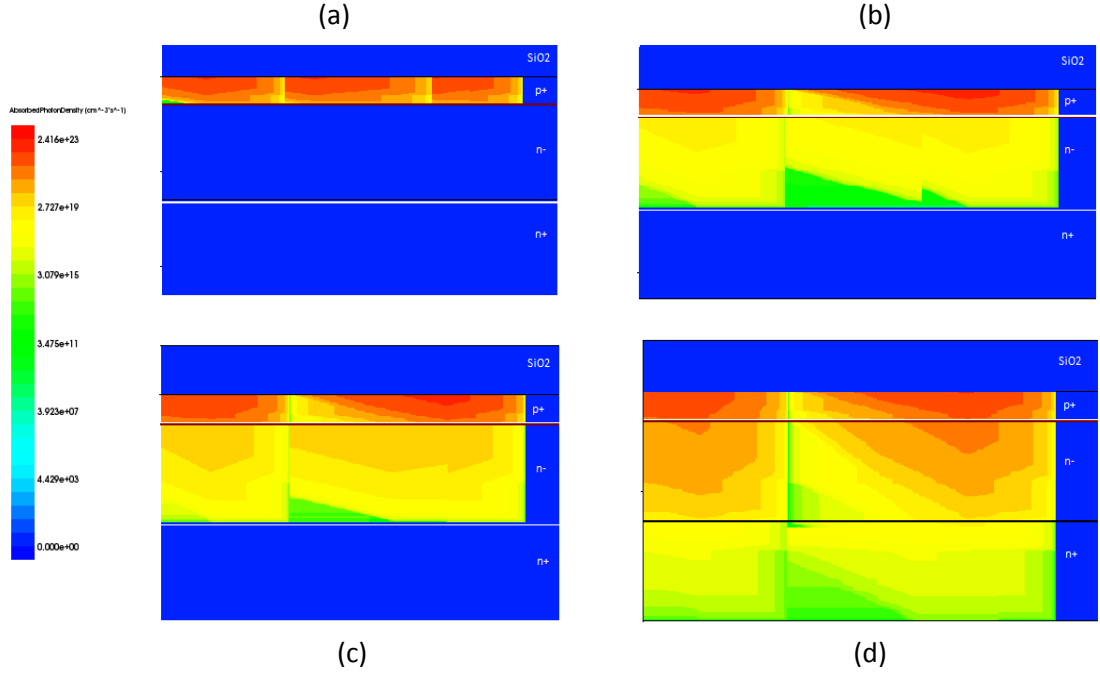 (a)
(b)
SiO2
p+
n-
n+
SiO2
p+
n-
n+
AbsorbedPhotonDensity (cm^-3*s^-1)
2.416e+23
2.727e+19
3.079e+15
3.475e+11
3.923e+07
4.429e+03
0.000e+00
SiO2
p+
n-
n+
SiO2
p+
n-
n+
(c)
(d)